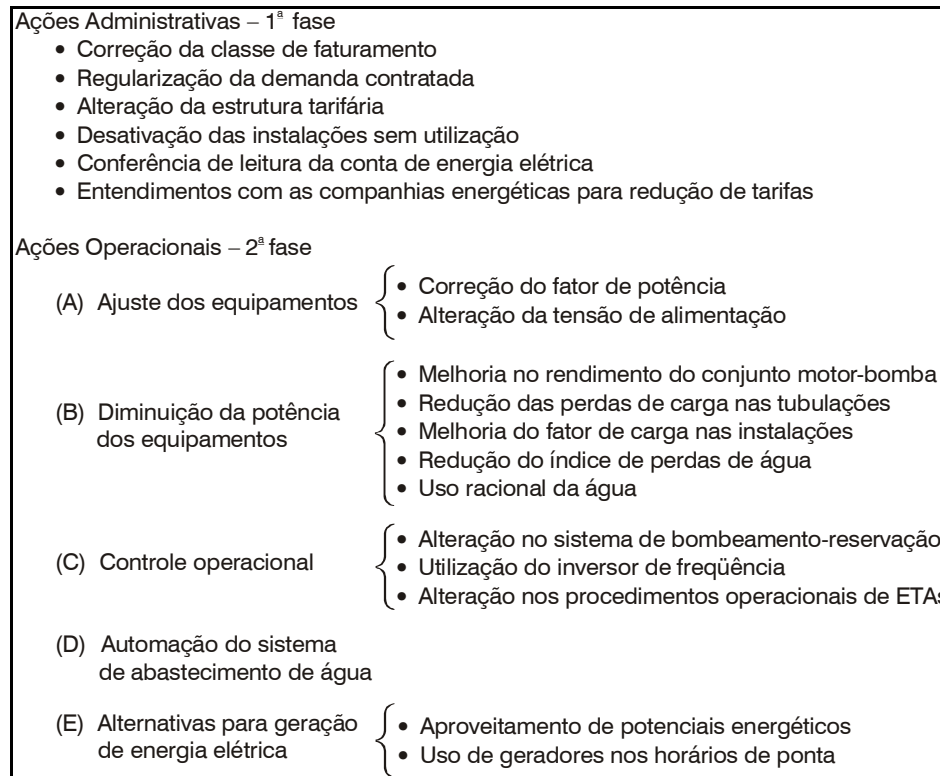 Ações Administrativas – 1ª fase
• Correção da classe de faturamento
• Regularização da demanda contratada
• Alteração da estrutura tarifária
• Desativação das instalações sem utilização
• Conferência de leitura da conta de energia elétrica
• Entendimentos com as companhias energéticas para redução de tarifas
Ações Operacionais – 2ª fase
(A) Ajuste dos equipamentos
• Correção do fator de potência
• Alteração da tensão de alimentação
(B) Diminuição da potência
dos equipamentos
• Melhoria no rendimento do conjunto motor-bomba
• Redução das perdas de carga nas tubulações
• Melhoria do fator de carga nas instalações
• Redução do índice de perdas de água
• Uso racional da água
(C) Controle operacional
• Alteração no sistema de bombeamento-reservação
• Utilização do inversor de freqüência
• Alteração nos procedimentos operacionais de ETAs
(D) Automação do sistema
de abastecimento de água
(E) Alternativas para geração
de energia elétrica
• Aproveitamento de potenciais energéticos
• Uso de geradores nos horários de ponta